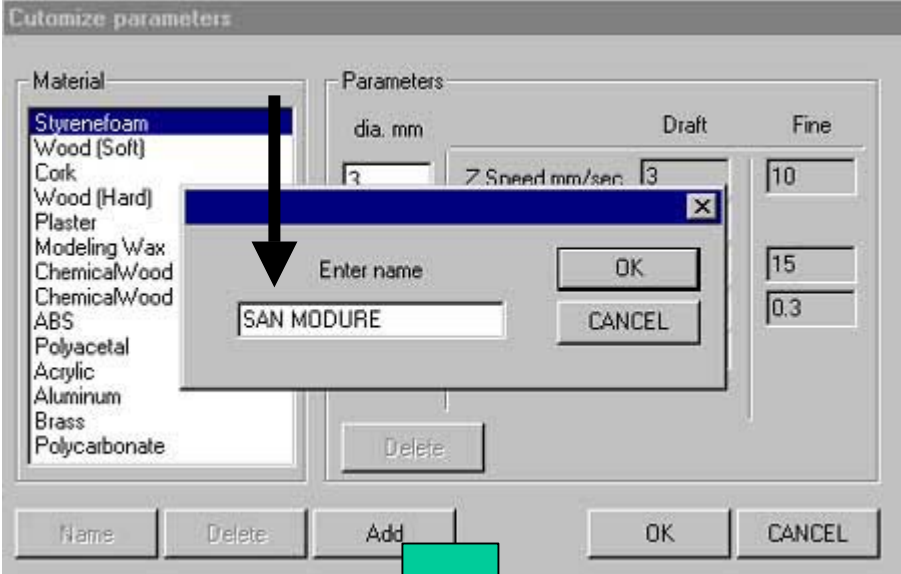 Cutomize parameters
Material
Styrenefoam
Wood (Soft)
Cork
Wood (Hard)
Plaster
Modeling Wax
ChemicalWood
ChemicalWood
ABS
Polyacetal
Acrylic
Aluminum
Brass
Polycarbonate
Parameters
dia. mm
Draft
Fine
3
Z Speed mm/sec
3
10
15
0.3
Enter name
SAN MODURE
OK
CANCEL
Delete
Name
Delete
Add
OK
CANCEL